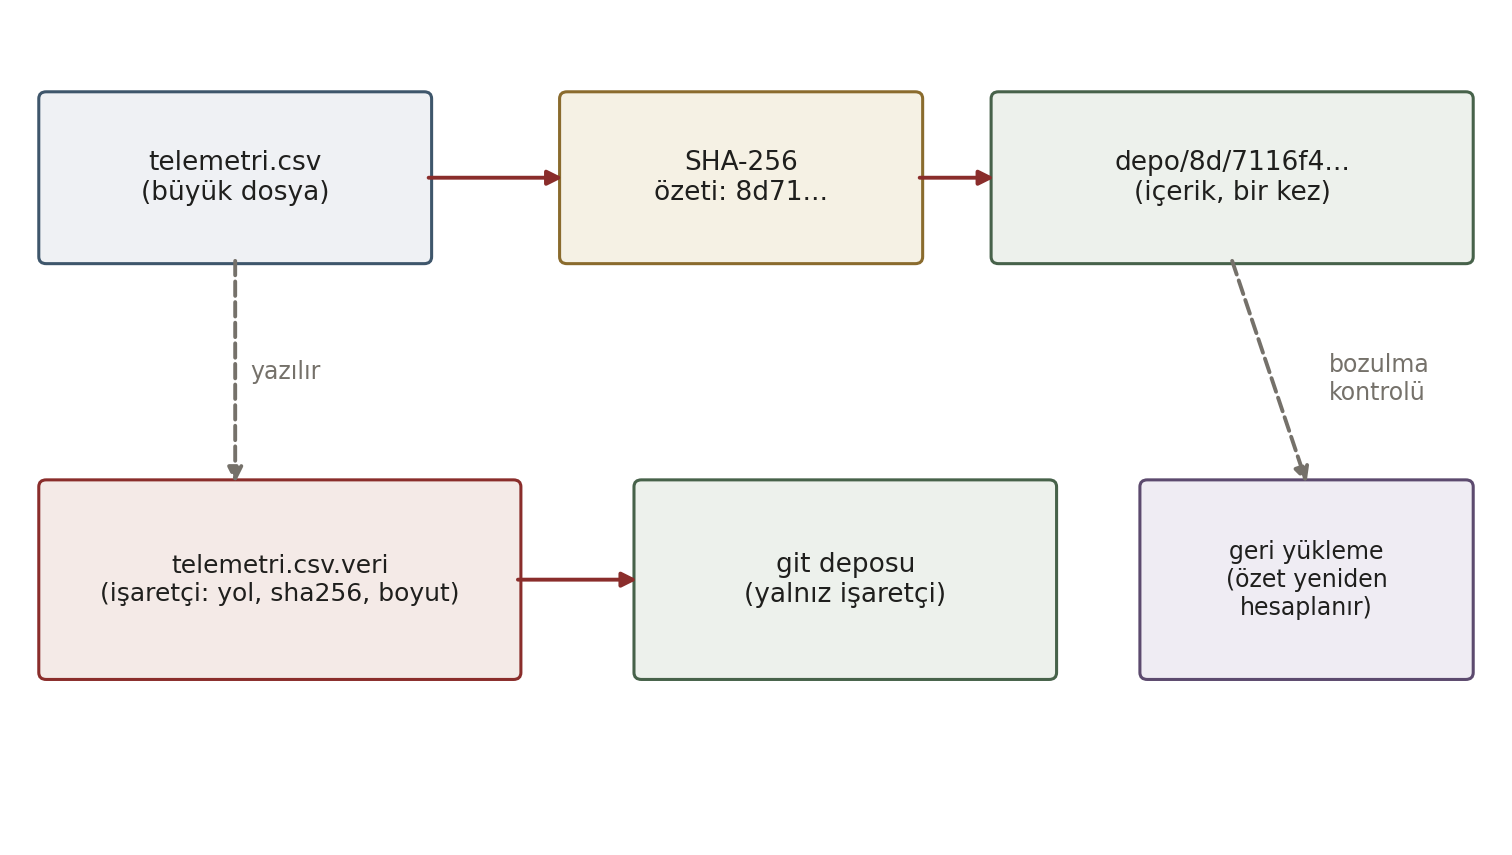 telemetri.csv
(büyük dosya)
SHA-256
özeti: 8d71...
depo/8d/7116f4...
(içerik, bir kez)
yazılır
bozulma
kontrolü
telemetri.csv.veri
(işaretçi: yol, sha256, boyut)
git deposu
(yalnız işaretçi)
geri yükleme
(özet yeniden
hesaplanır)